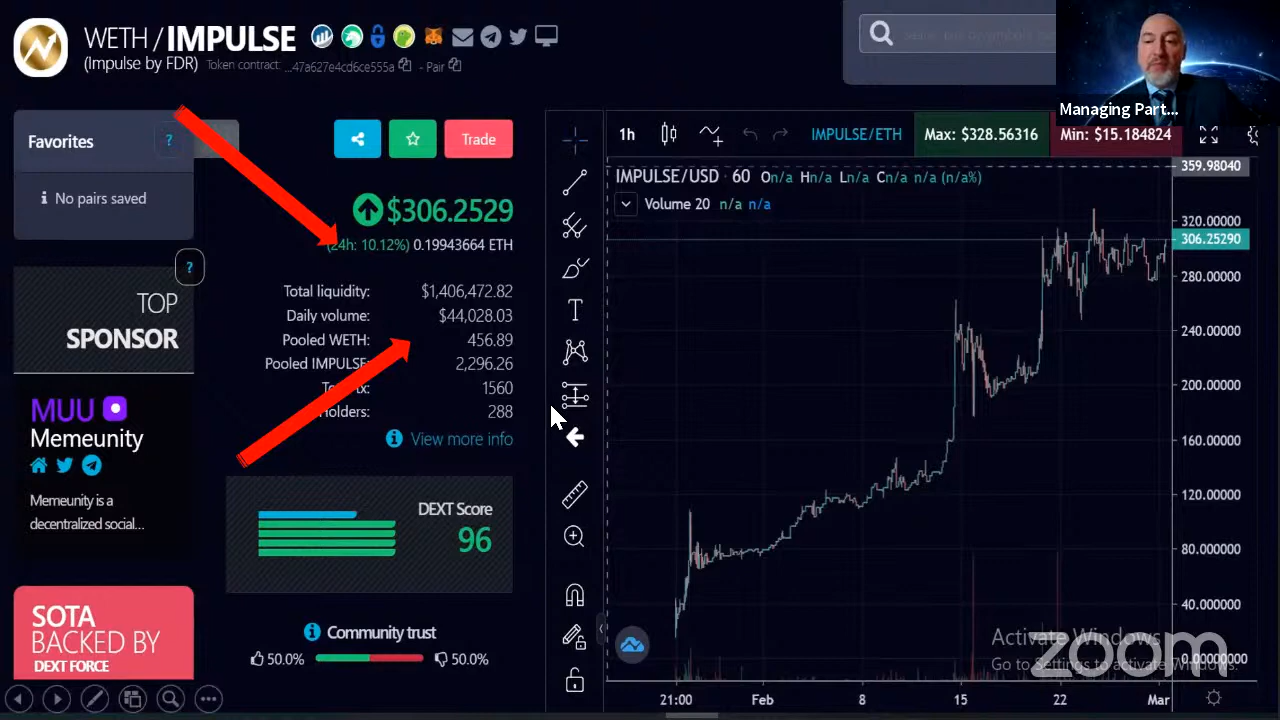 WETH / IMPULSE
(Impulse by FDR) Token contract: ...47a627e4cd6ce555a - Pair
Managing Part...
Favorites
?
No pairs saved
?
TOP
SPONSOR
MUU
Memeunity
Memeunity is a
decentralized social...
SOTA
BACKED BY
DEXT FORCE
Trade
$306.2529
(24h: 10.12%) 0.19943664 ETH
Total liquidity: $1,406,472.82
Daily volume: $44,028.03
Pooled WETH: 456.89
Pooled IMPULSE: 2,296.26
1560
Holders: 288
View more info
DEXT Score
96
Community trust
50.0% 50.0%
1h IMPULSE/ETH Max: $328.56316 Min: $15.184824
IMPULSE/USD · 60 On/a Hn/a Ln/a Cn/a n/a (n/a%)
Volume 20 n/a n/a
359.98040
320.00000
306.25290
280.00000
240.00000
200.00000
160.00000
120.00000
80.000000
40.000000
0.00000000
21:00 Feb 8 15 22 Mar
Activate Windows
Go to Settings to activate Windows.
zoom